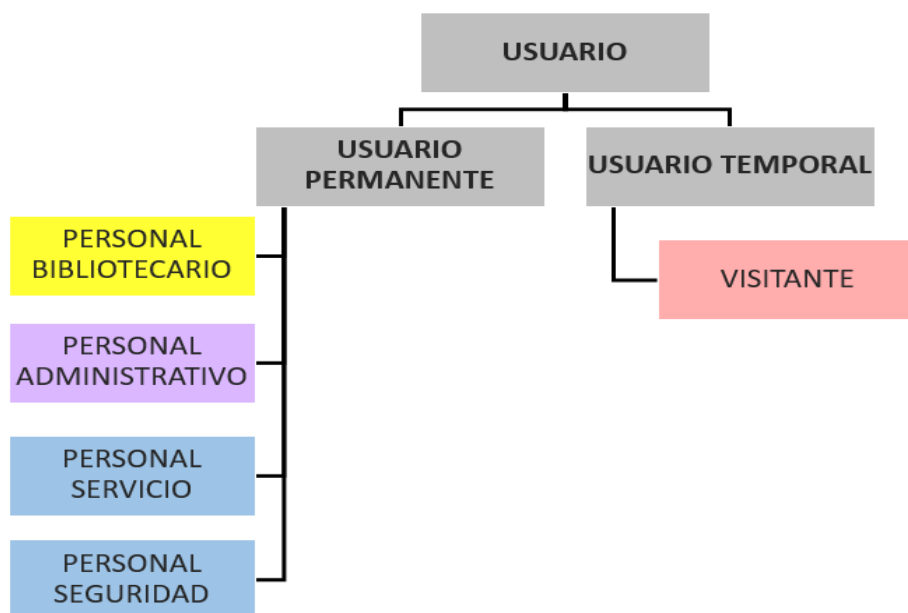 USUARIO
USUARIO
PERMANENTE
USUARIO TEMPORAL
PERSONAL
BIBLIOTECARIO
VISITANTE
PERSONAL
ADMINISTRATIVO
PERSONAL
SERVICIO
PERSONAL
SEGURIDAD